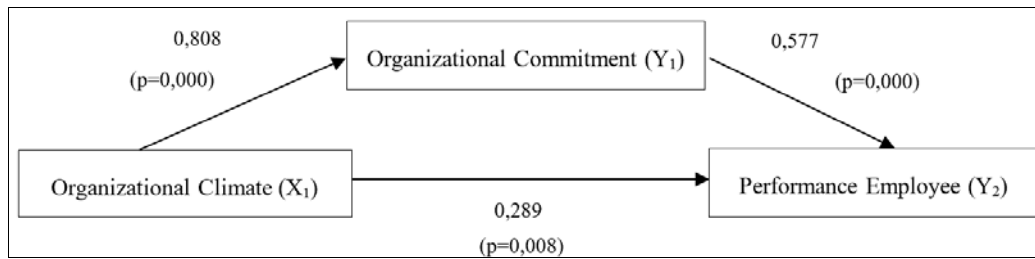 0,808
(p=0,000)
Organizational Commitment (Y₁)
0,577
(p=0,000)
Organizational Climate (X₁)
Performance Employee (Y₂)
0,289
(p=0,008)